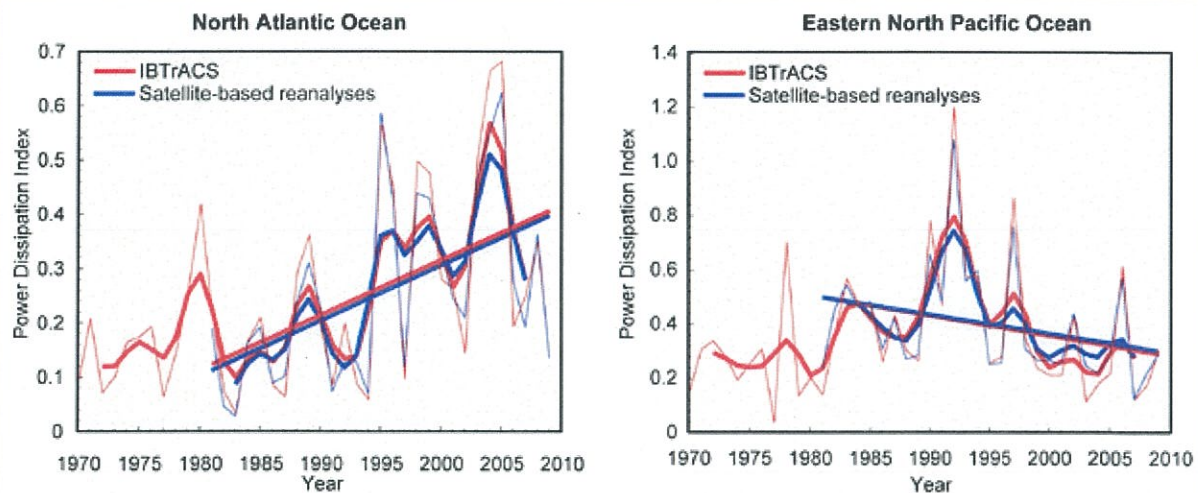 North Atlantic Ocean
0.7
0.6
0.5
0.4
0.3
0.2
0.1
0
Power Dissipation Index
IBTrACS
Satellite-based reanalyses
1970 1975 1980 1985 1990 1995 2000 2005 2010
Year
Eastern North Pacific Ocean
1.4
1.2
1.0
0.8
0.6
0.4
0.2
0
Power Dissipation Index
IBTrACS
Satellite-based reanalyses
1970 1975 1980 1985 1990 1995 2000 2005 2010
Year